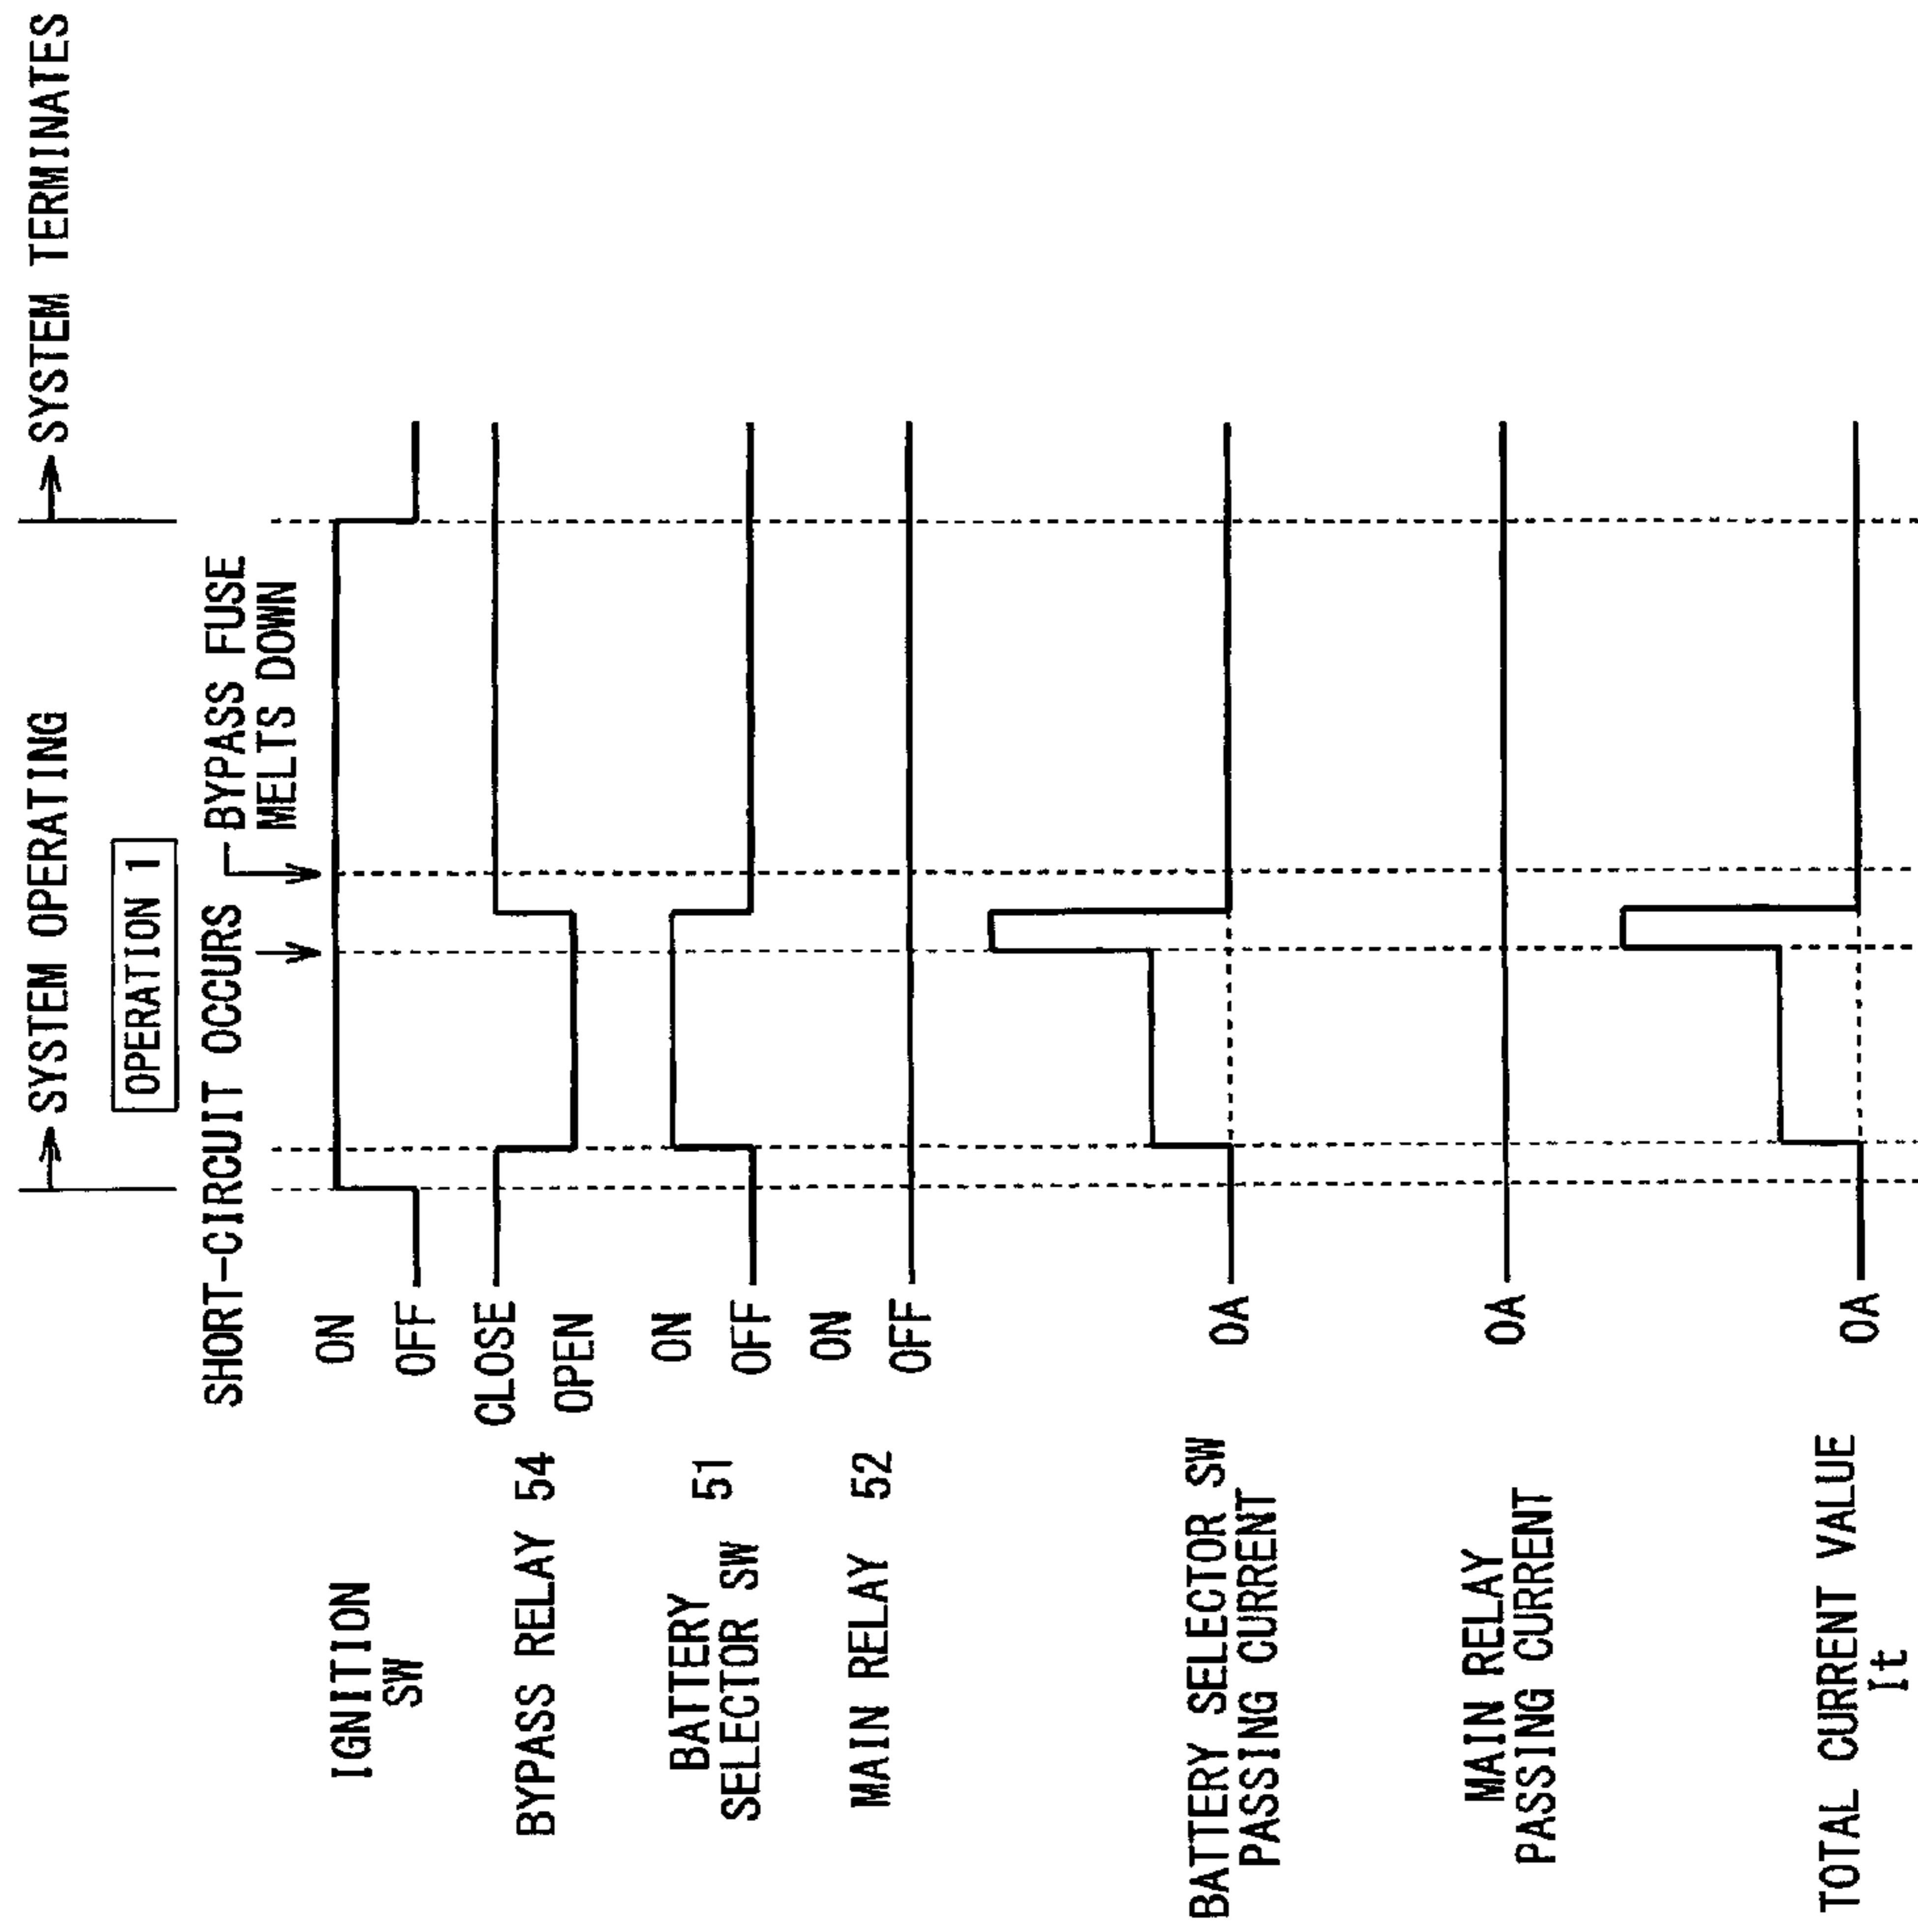 SYSTEM OPERATING
SYSTEM TERMINATES
OPERATION 1
SHORT-CIRCUIT OCCURS
BYPASS FUSE
MELTS DOWN
IGNITION
SW
ON
OFF
BYPASS RELAY 54
CLOSE
OPEN
BATTERY
SELECTOR SW 51
ON
OFF
MAIN RELAY 52
ON
OFF
BATTERY SELECTOR SW
PASSING CURRENT
0A
MAIN RELAY
PASSING CURRENT
0A
TOTAL CURRENT VALUE
It
0A